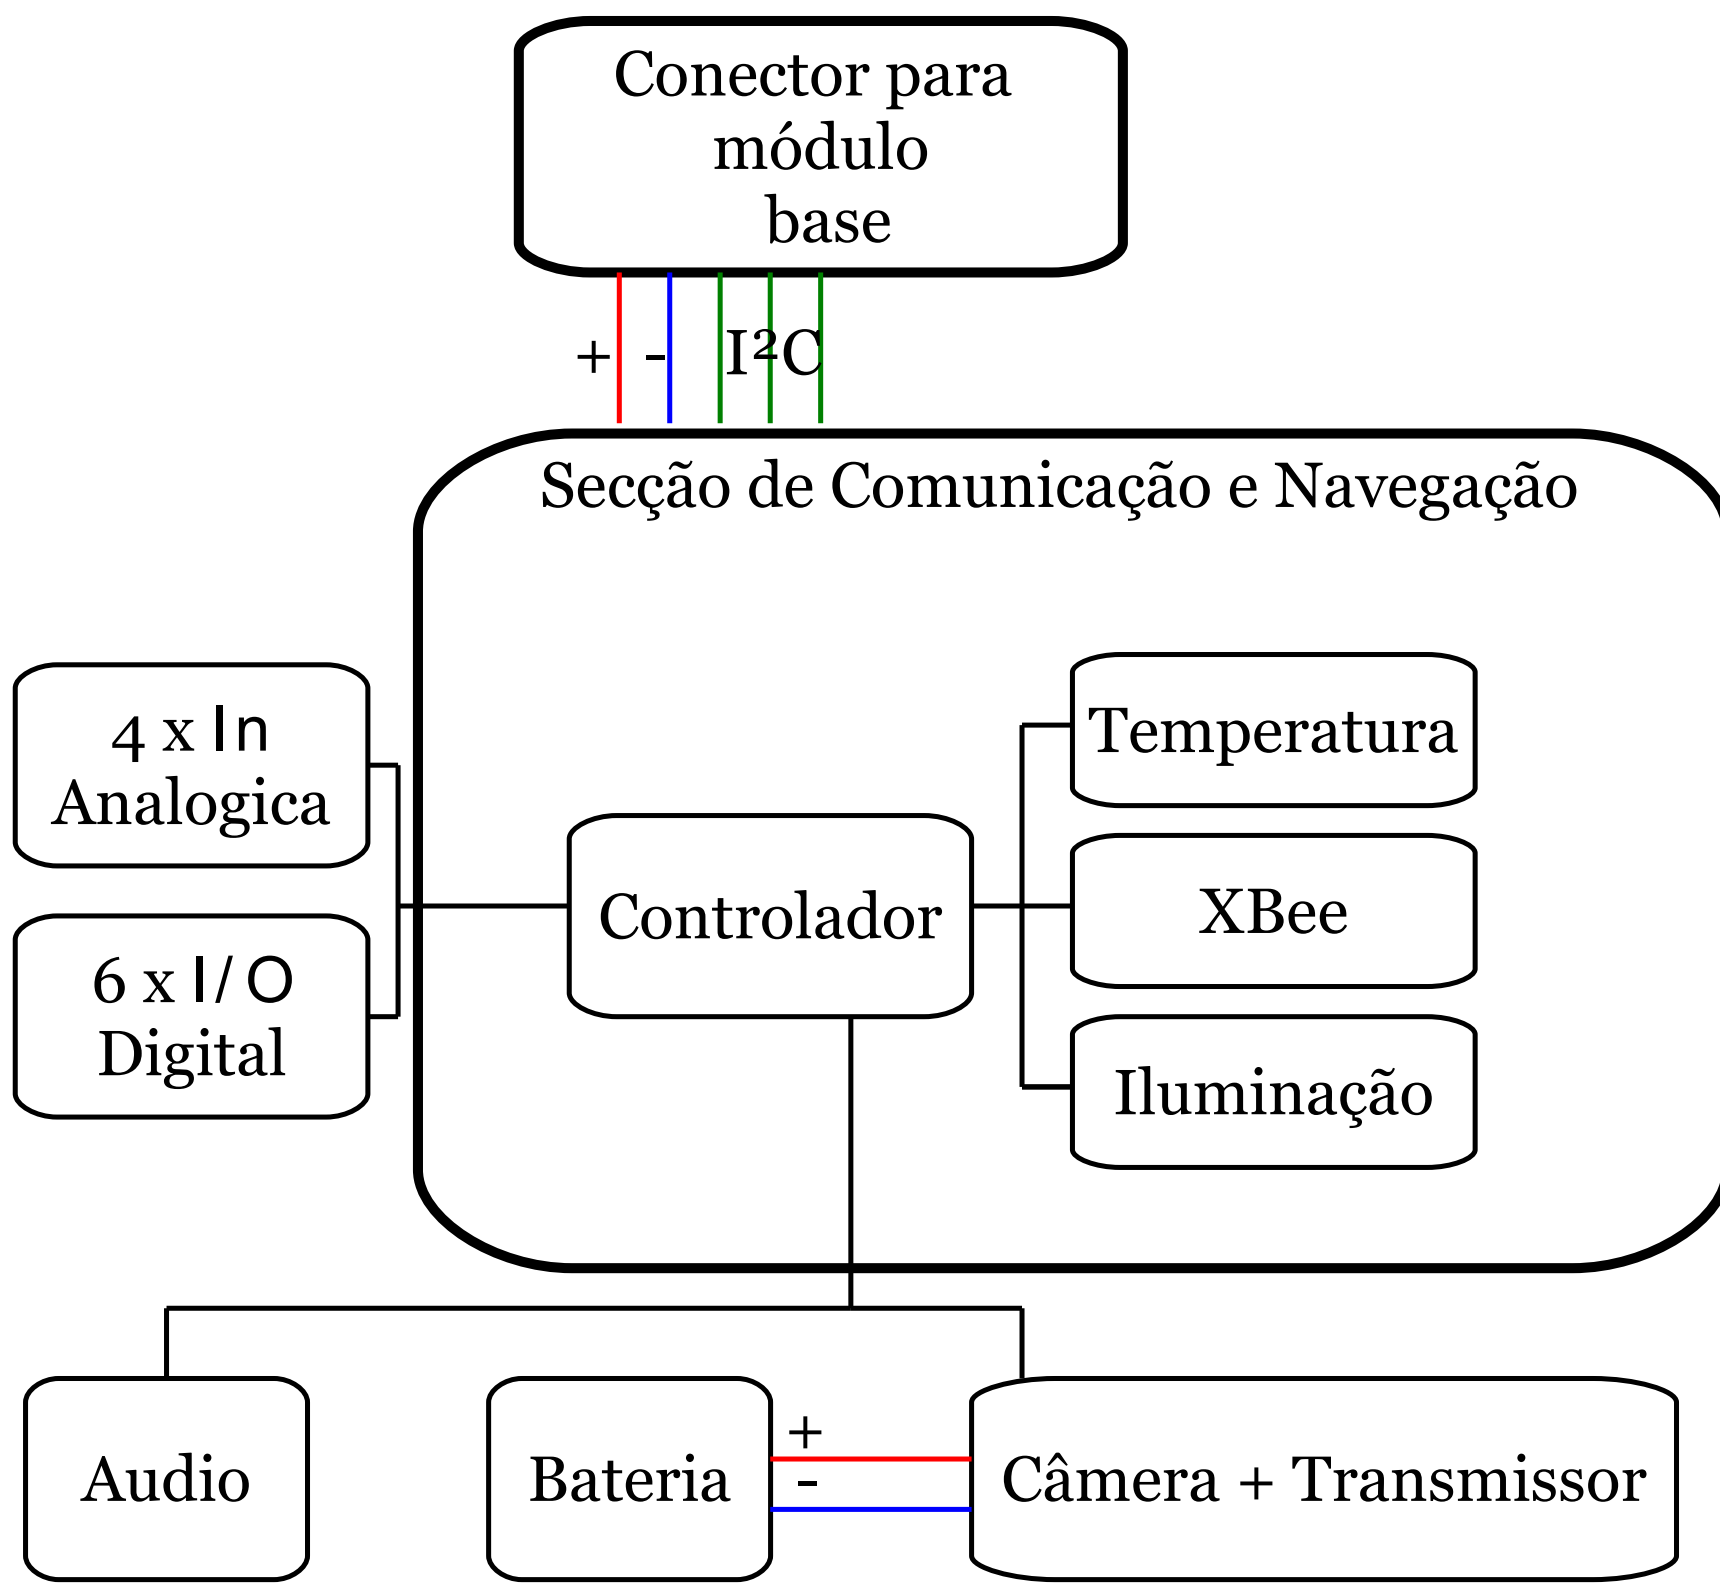 Conector para
módulo
base
+ - I²C
Secção de Comunicação e Navegação
4 x In
Analogica
6 x I/O
Digital
Controlador
Temperatura
XBee
Iluminação
Audio
Bateria
+
-
Câmera + Transmissor